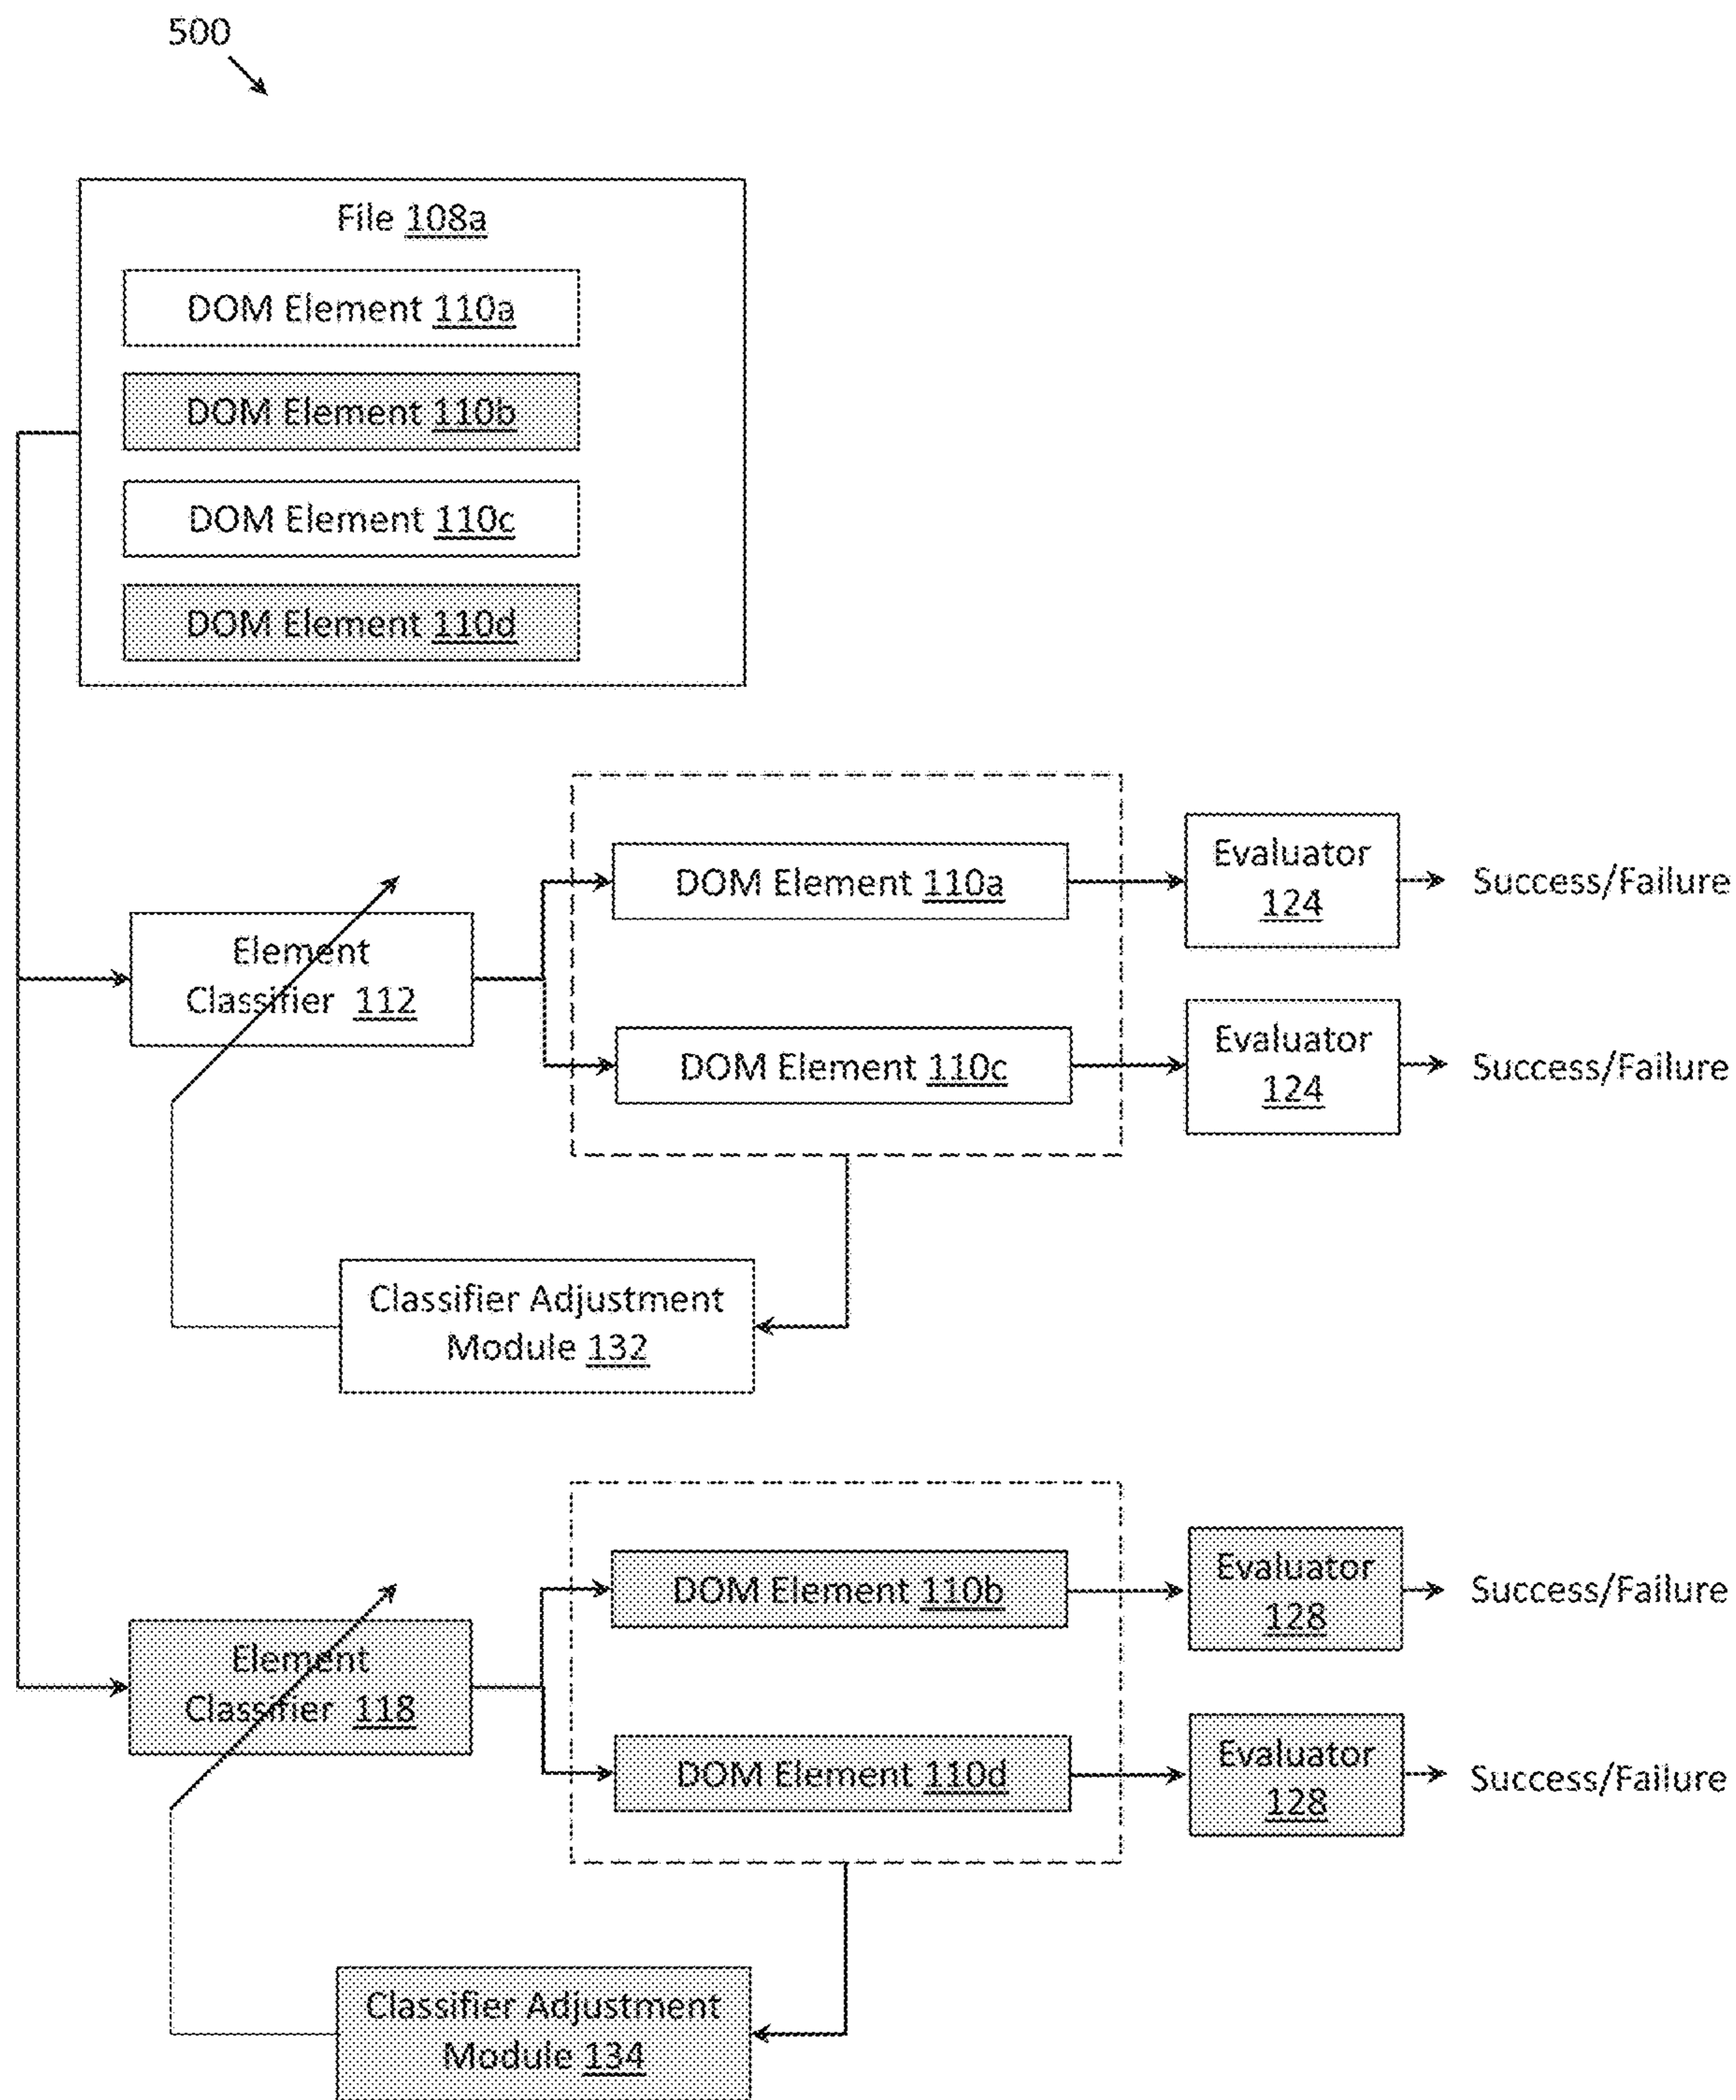 500
File 108a
DOM Element 110a
DOM Element 110b
DOM Element 110c
DOM Element 110d
Element
Classifier 112
DOM Element 110a
Evaluator
124
Success/Failure
DOM Element 110c
Evaluator
124
Success/Failure
Classifier Adjustment
Module 132
Element
Classifier 118
DOM Element 110b
Evaluator
128
Success/Failure
DOM Element 110d
Evaluator
128
Success/Failure
Classifier Adjustment
Module 134